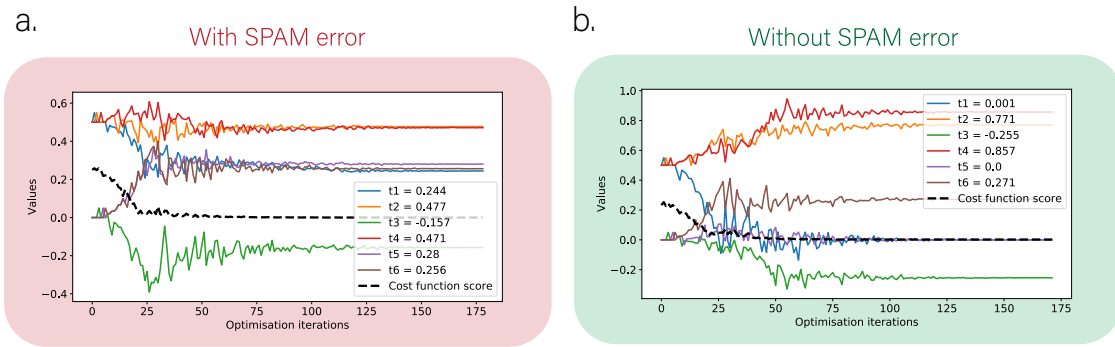 a.
With SPAM error
0.6
0.4
0.2
0.0
−0.2
−0.4
Values
0
25
50
75
100
125
150
175
Optimisation iterations
t1 = 0.244
t2 = 0.477
t3 = -0.157
t4 = 0.471
t5 = 0.28
t6 = 0.256
Cost function score
b.
Without SPAM error
1.0
0.8
0.6
0.4
0.2
0.0
−0.2
Values
0
25
50
75
100
125
150
175
Optimisation iterations
t1 = 0.001
t2 = 0.771
t3 = -0.255
t4 = 0.857
t5 = 0.0
t6 = 0.271
Cost function score